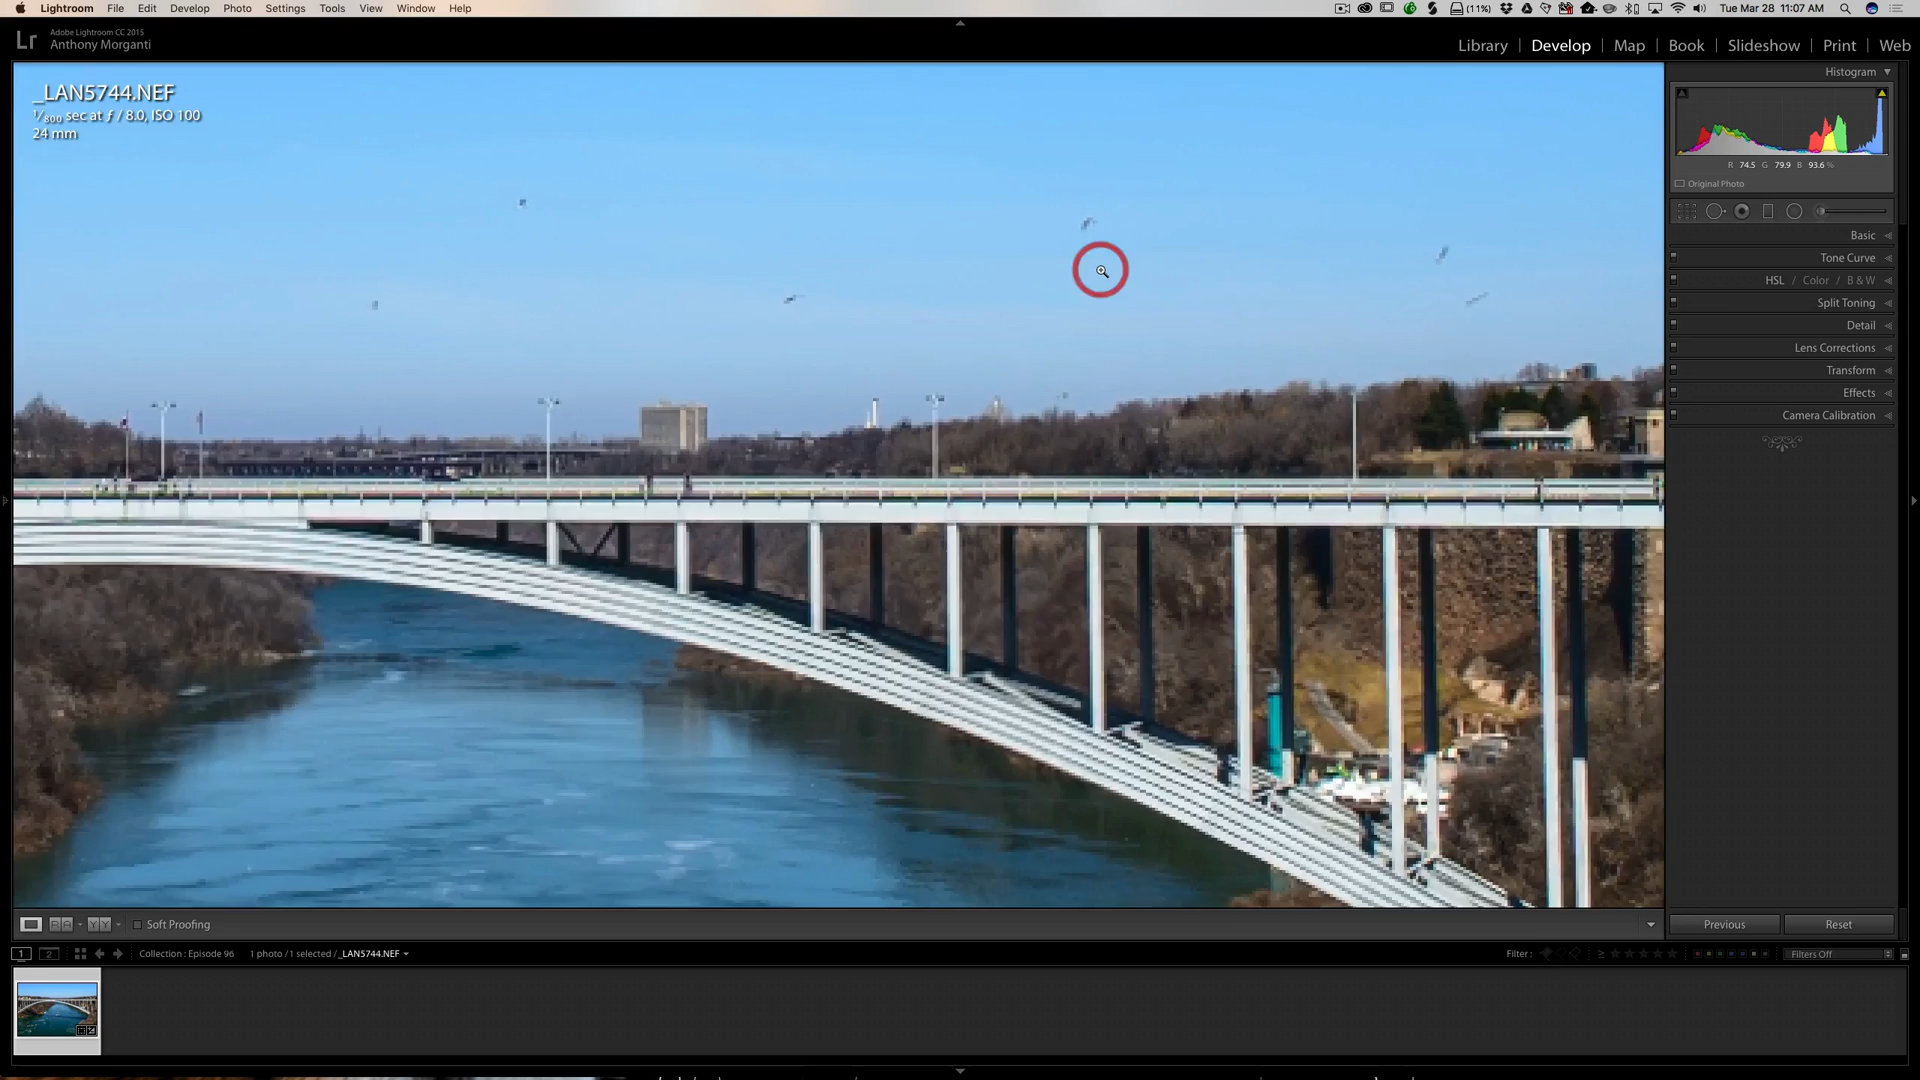 Lightroom File Edit Develop Photo Settings Tools View Window Help (11%) Tue Mar 28 11:07 AM
Lr Adobe Lightroom CC 2015
Anthony Morganti
Library | Develop | Map | Book | Slideshow | Print | Web
Histogram
_LAN5744.NEF
1/800 sec at ƒ / 8.0, ISO 100
24 mm
R 74.5 G 79.9 B 93.6 %
Original Photo
Basic
Tone Curve
HSL / Color / B & W
Split Toning
Detail
Lens Corrections
Transform
Effects
Camera Calibration
Soft Proofing
Previous Reset
1 2 Collection : Episode 96 1 photo / 1 selected / _LAN5744.NEF Filter : Filters Off